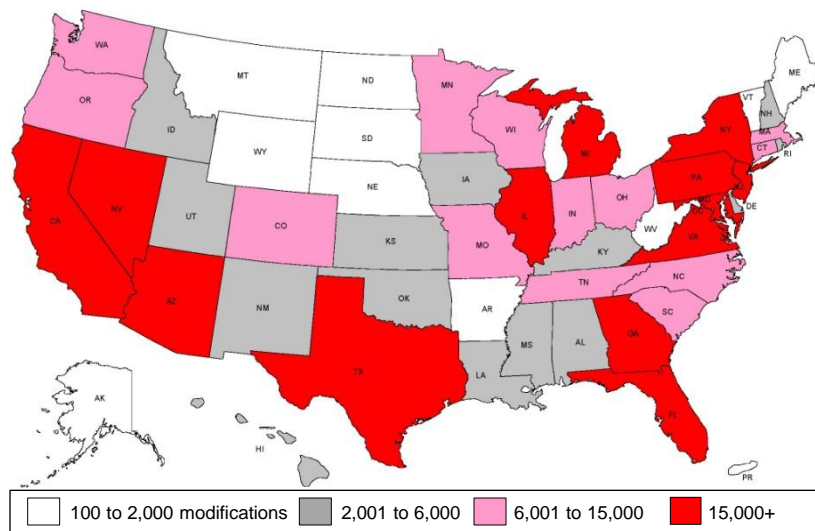 WA
MT
ND
MN
ME
VT
NH
OR
ID
SD
WI
NY
MA
CT
RI
WY
MI
IA
NE
PA
NJ
NV
UT
IL
IN
OH
MD
DE
DC
CA
CO
KS
MO
KY
WV
VA
AZ
NM
OK
AR
TN
NC
SC
TX
LA
MS
AL
GA
FL
AK
HI
PR
100 to 2,000 modifications 2,001 to 6,000 6,001 to 15,000 15,000+